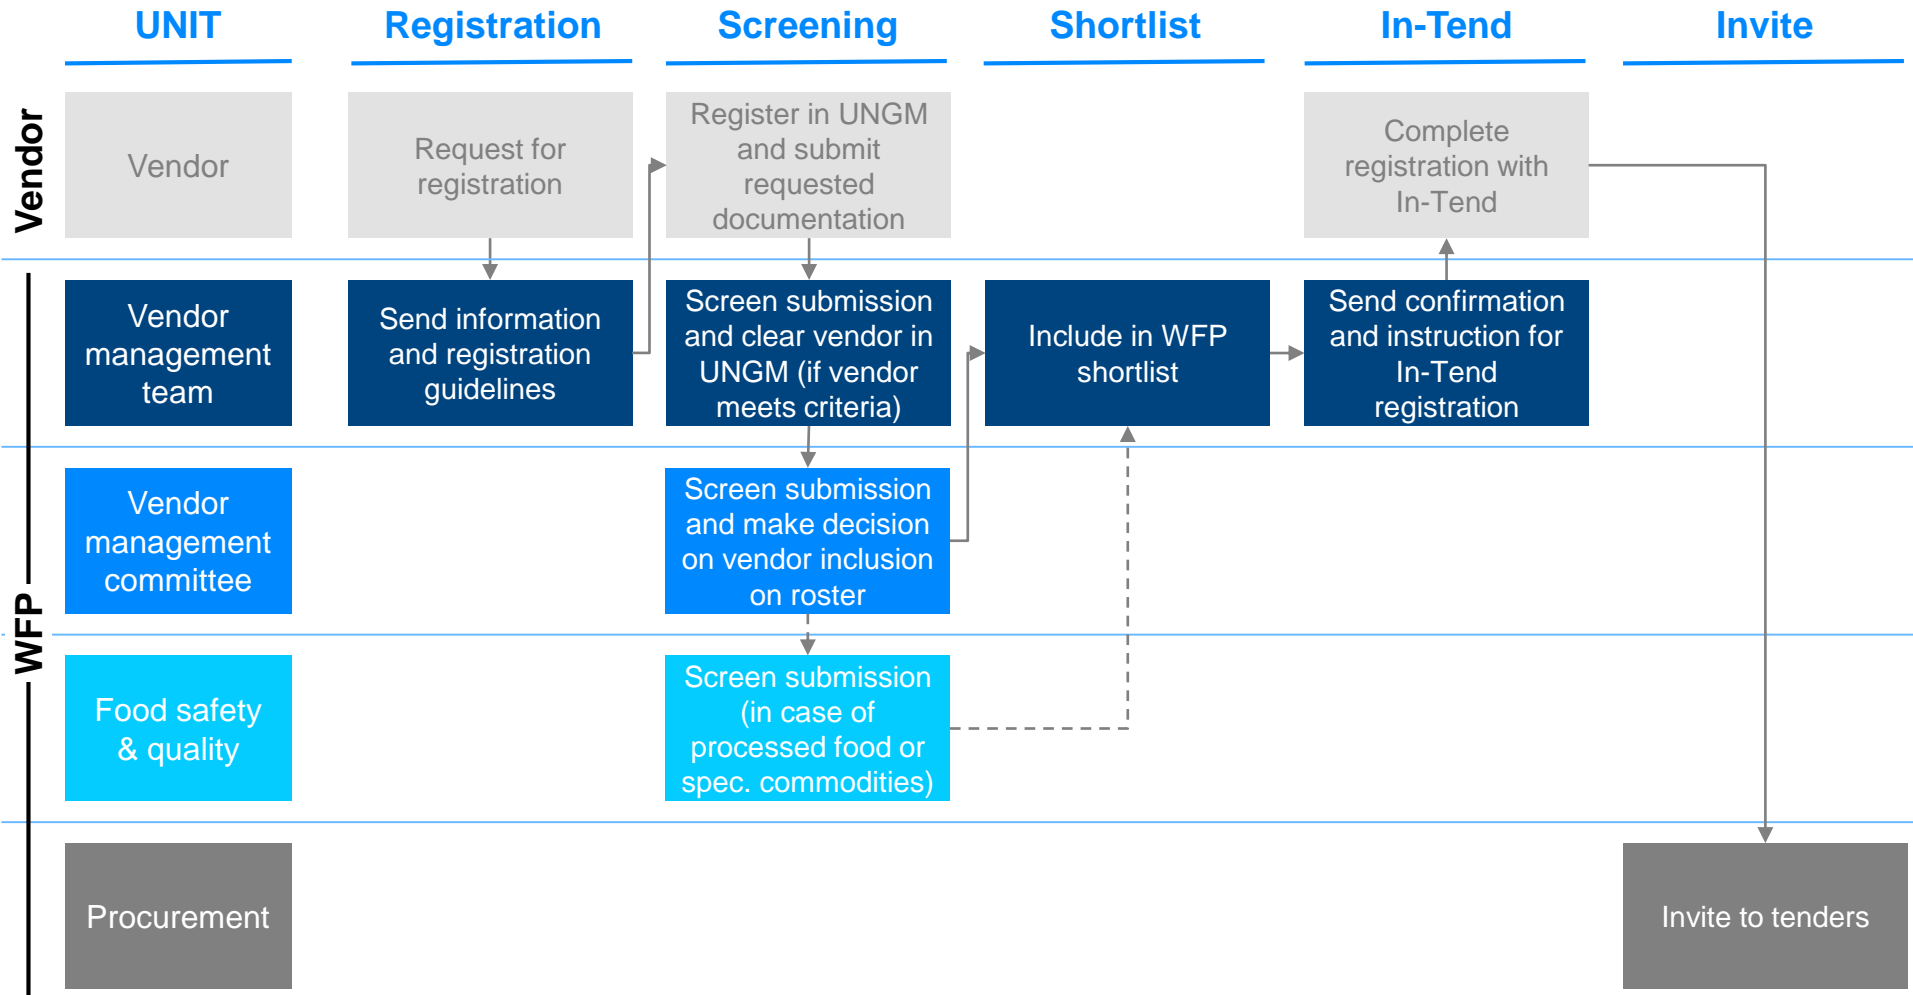 UNIT
Registration
Screening
Shortlist
In-Tend
Invite
Vendor
Vendor
Request for
registration
Register in UNGM
and submit
requested
documentation
Complete
registration with
In-Tend
WFP
Vendor
management
team
Send information
and registration
guidelines
Screen submission
and clear vendor in
UNGM (if vendor
meets criteria)
Include in WFP
shortlist
Send confirmation
and instruction for
In-Tend
registration
Vendor
management
committee
Screen submission
and make decision
on vendor inclusion
on roster
Food safety
& quality
Screen submission
(in case of
processed food or
spec. commodities)
Procurement
Invite to tenders